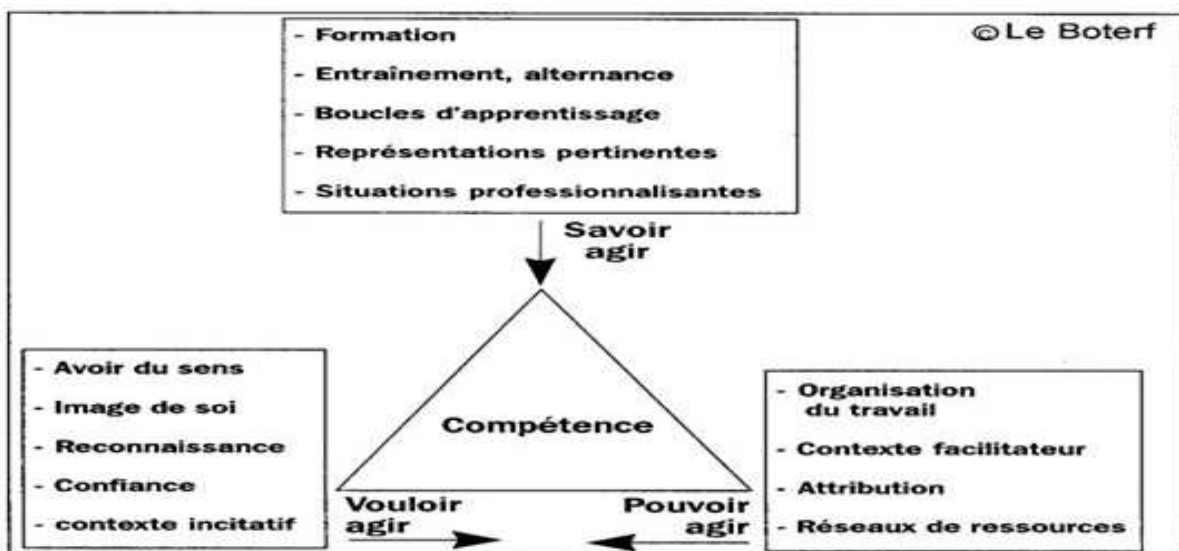 - Formation
- Entraînement, alternance
- Boucles d'apprentissage
- Représentations pertinentes
- Situations professionnalisantes
© Le Boterf
Savoir
agir
- Avoir du sens
- Image de soi
- Reconnaissance
- Confiance
- contexte incitatif
Compétence
Vouloir
agir
Pouvoir
agir
- Organisation
du travail
- Contexte facilitateur
- Attribution
- Réseaux de ressources